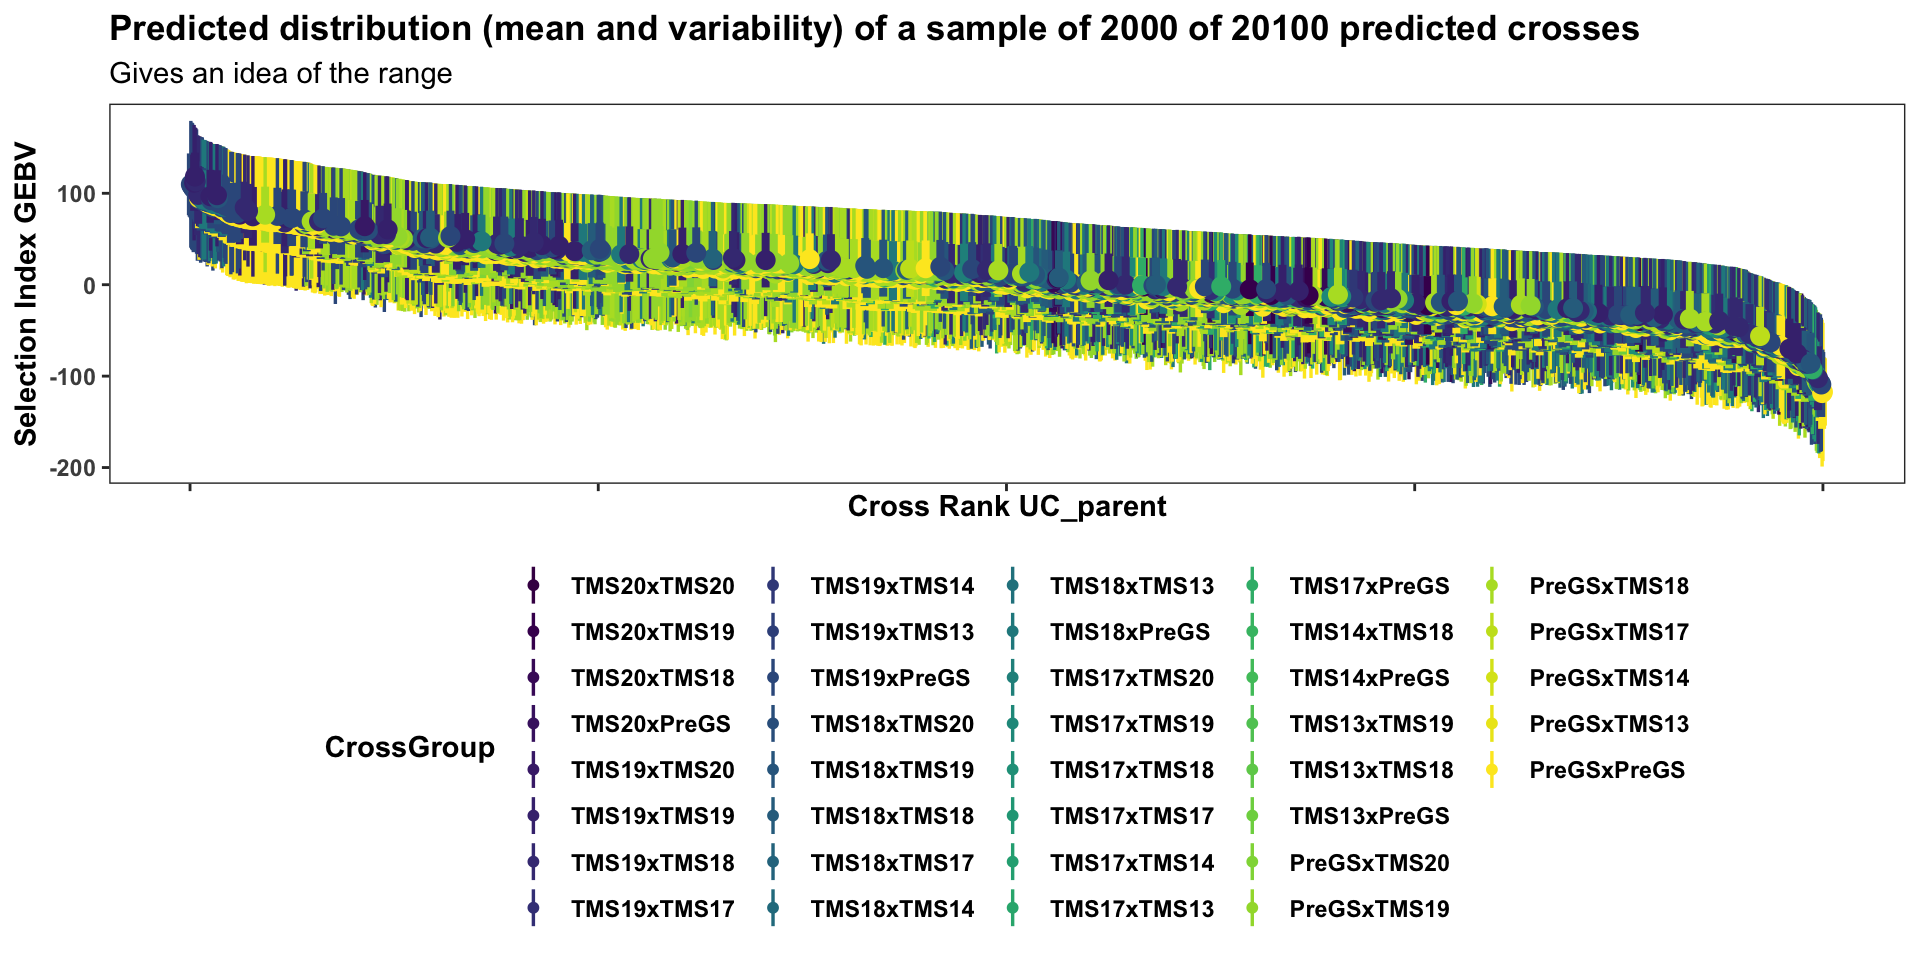 Predicted distribution (mean and variability) of a sample of 2000 of 20100 predicted crosses
Gives an idea of the range
Selection Index GEBV
100
0
-100
-200
Cross Rank UC_parent
CrossGroup
TMS20xTMS20
TMS20xTMS19
TMS20xTMS18
TMS20xPreGS
TMS19xTMS20
TMS19xTMS19
TMS19xTMS18
TMS19xTMS17
TMS19xTMS14
TMS19xTMS13
TMS19xPreGS
TMS18xTMS20
TMS18xTMS19
TMS18xTMS18
TMS18xTMS17
TMS18xTMS14
TMS18xTMS13
TMS18xPreGS
TMS17xTMS20
TMS17xTMS19
TMS17xTMS18
TMS17xTMS17
TMS17xTMS14
TMS17xTMS13
TMS17xPreGS
TMS14xTMS18
TMS14xPreGS
TMS13xTMS19
TMS13xTMS18
TMS13xPreGS
PreGSxTMS20
PreGSxTMS19
PreGSxTMS18
PreGSxTMS17
PreGSxTMS14
PreGSxTMS13
PreGSxPreGS